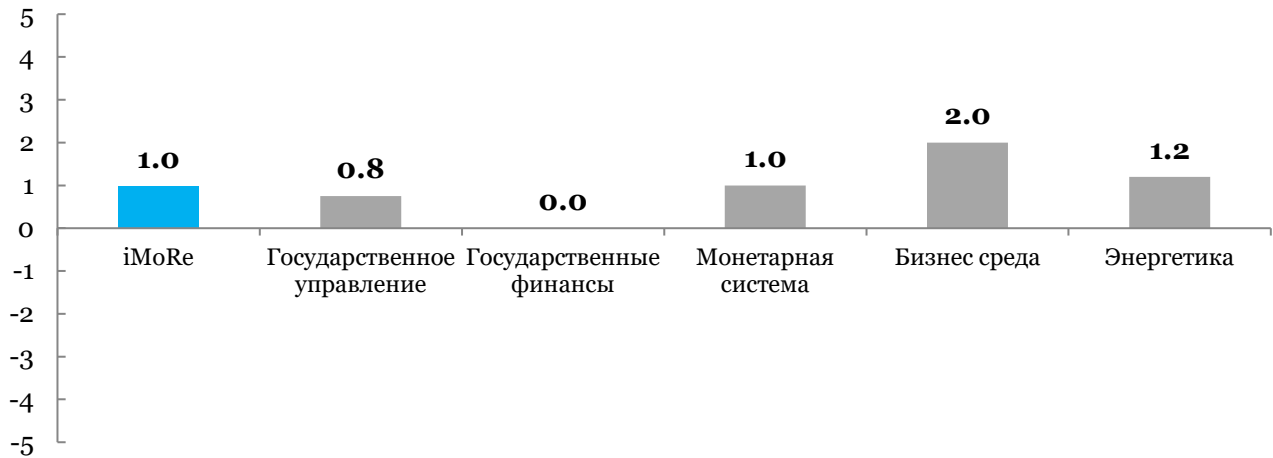 5
4
3
2
1
0
-1
-2
-3
-4
-5
1.0
0.8
0.0
1.0
2.0
1.2
iMoRe
Государственное
управление
Государственные
финансы
Монетарная
система
Бизнес среда
Энергетика